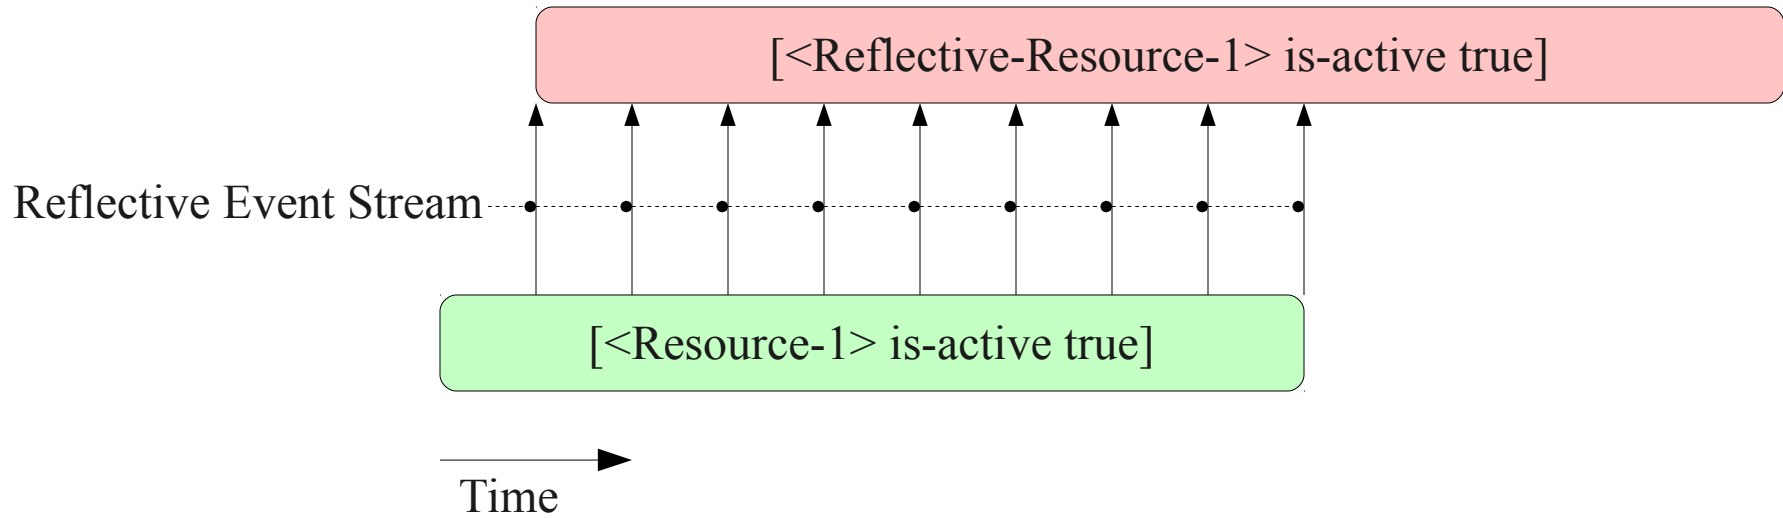 [<Reflective-Resource-1> is-active true]
Reflective Event Stream
[<Resource-1> is-active true]
Time